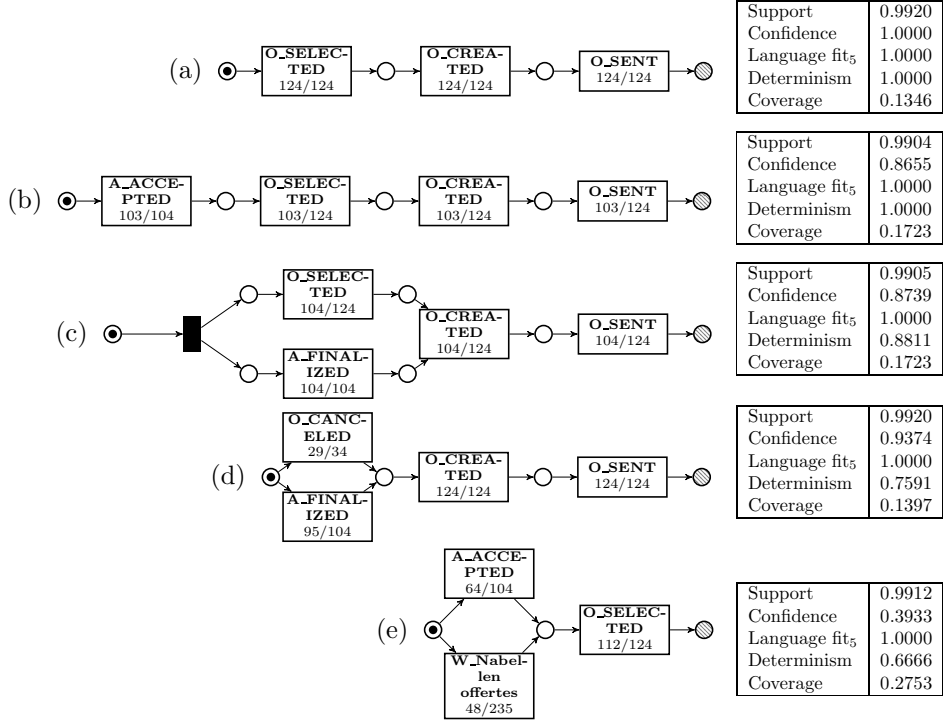 (a)
O_SELEC-
TED
124/124
O_CREA-
TED
124/124
O_SENT
124/124
Support 0.9920
Confidence 1.0000
Language fit5 1.0000
Determinism 1.0000
Coverage 0.1346
(b)
A_ACCE-
PTED
103/104
O_SELEC-
TED
103/124
O_CREA-
TED
103/124
O_SENT
103/124
Support 0.9904
Confidence 0.8655
Language fit5 1.0000
Determinism 1.0000
Coverage 0.1723
(c)
O_SELEC-
TED
104/124
A_FINAL-
IZED
104/104
O_CREA-
TED
104/124
O_SENT
104/124
Support 0.9905
Confidence 0.8739
Language fit5 1.0000
Determinism 0.8811
Coverage 0.1723
(d)
O_CANC-
ELED
29/34
A_FINAL-
IZED
95/104
O_CREA-
TED
124/124
O_SENT
124/124
Support 0.9920
Confidence 0.9374
Language fit5 1.0000
Determinism 0.7591
Coverage 0.1397
(e)
A_ACCE-
PTED
64/104
W_Nabel-
len
offertes
48/235
O_SELEC-
TED
112/124
Support 0.9912
Confidence 0.3933
Language fit5 1.0000
Determinism 0.6666
Coverage 0.2753